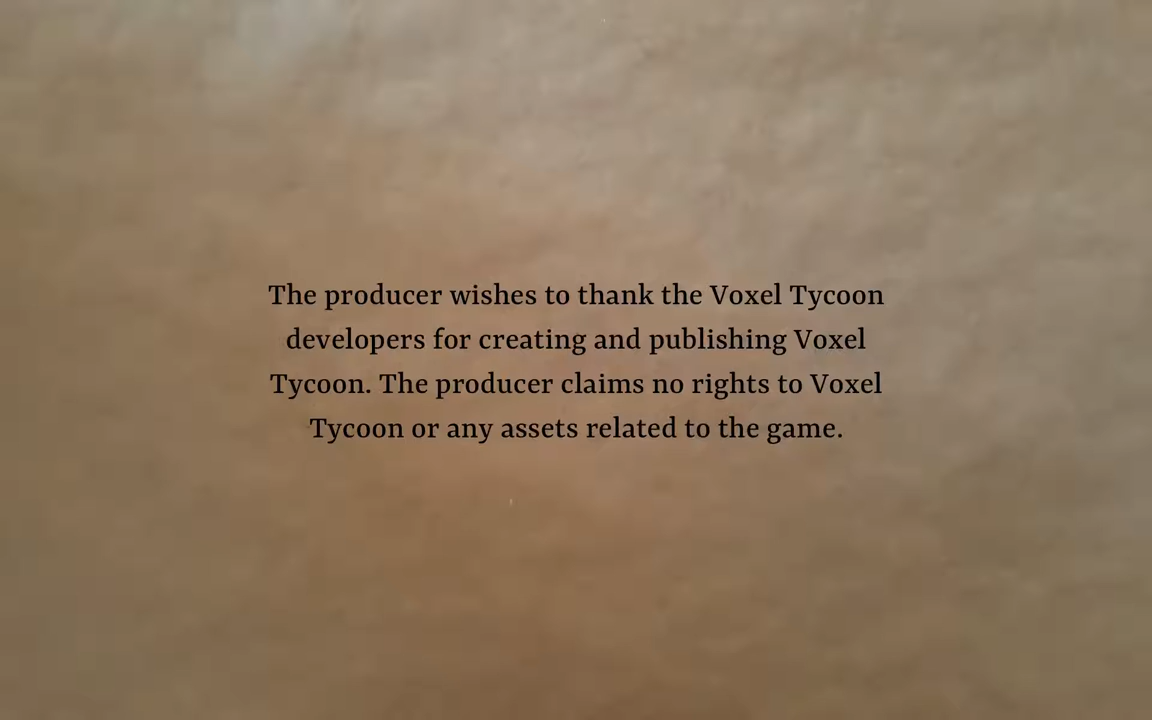 The producer wishes to thank the Voxel Tycoon
developers for creating and publishing Voxel
Tycoon. The producer claims no rights to Voxel
Tycoon or any assets related to the game.